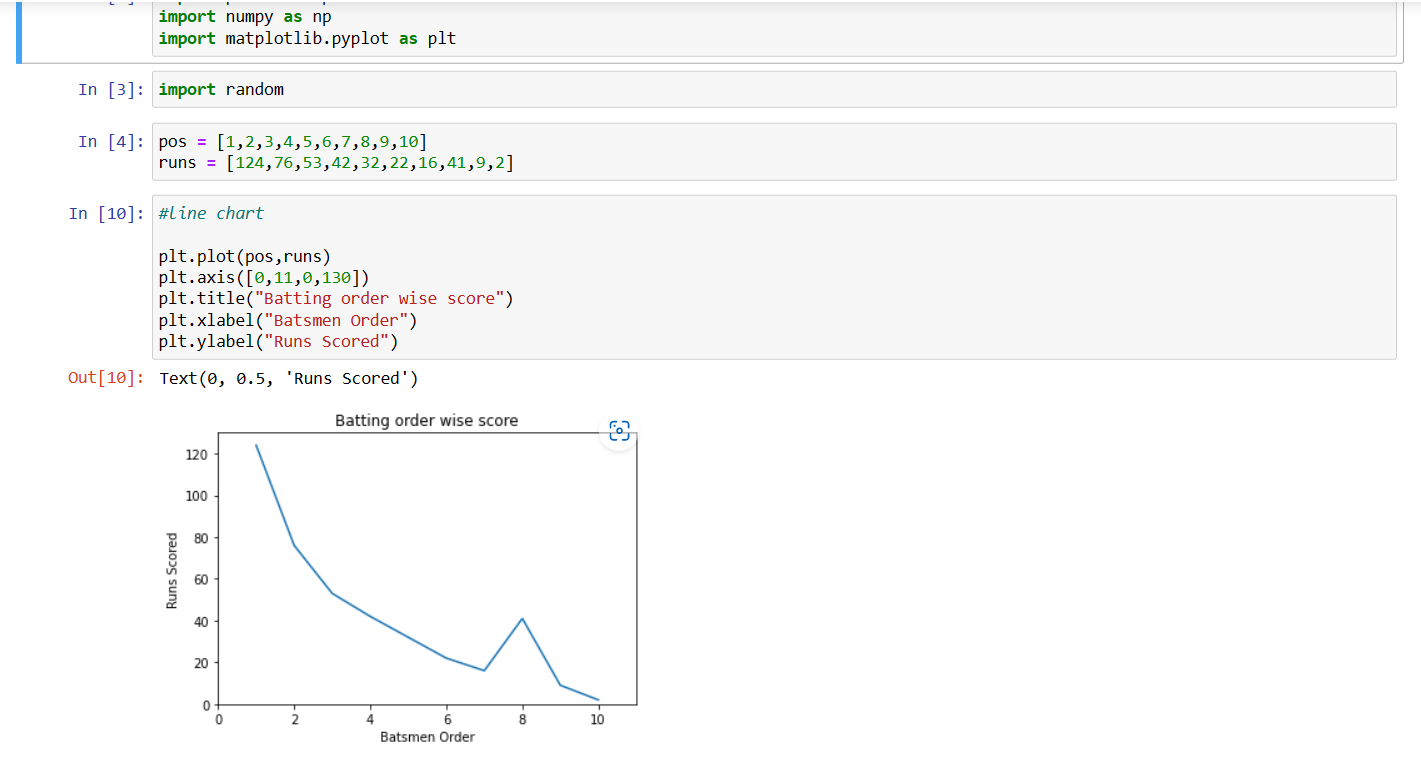 import numpy as np
import matplotlib.pyplot as plt
In [3]: import random
In [4]: pos = [1,2,3,4,5,6,7,8,9,10]
runs = [124,76,53,42,32,22,16,41,9,2]
In [10]: #line chart
plt.plot(pos,runs)
plt.axis([0,11,0,130])
plt.title("Batting order wise score")
plt.xlabel("Batsmen Order")
plt.ylabel("Runs Scored")
Out[10]: Text(0, 0.5, 'Runs Scored')
Batting order wise score
120
100
80
60
40
20
0
Runs Scored
0 2 4 6 8 10
Batsmen Order